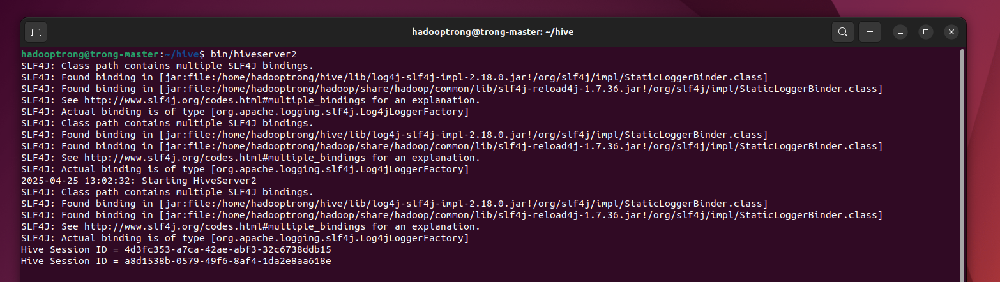 hadooptrong@trong-master: ~/hive
hadooptrong@trong-master:~/hive$ bin/hiveserver2
SLF4J: Class path contains multiple SLF4J bindings.
SLF4J: Found binding in [jar:file:/home/hadooptrong/hive/lib/log4j-slf4j-impl-2.18.0.jar!/org/slf4j/impl/StaticLoggerBinder.class]
SLF4J: Found binding in [jar:file:/home/hadooptrong/hadoop/share/hadoop/common/lib/slf4j-reload4j-1.7.36.jar!/org/slf4j/impl/StaticLoggerBinder.class]
SLF4J: See http://www.slf4j.org/codes.html#multiple_bindings for an explanation.
SLF4J: Actual binding is of type [org.apache.logging.slf4j.Log4jLoggerFactory]
SLF4J: Class path contains multiple SLF4J bindings.
SLF4J: Found binding in [jar:file:/home/hadooptrong/hive/lib/log4j-slf4j-impl-2.18.0.jar!/org/slf4j/impl/StaticLoggerBinder.class]
SLF4J: Found binding in [jar:file:/home/hadooptrong/hadoop/share/hadoop/common/lib/slf4j-reload4j-1.7.36.jar!/org/slf4j/impl/StaticLoggerBinder.class]
SLF4J: See http://www.slf4j.org/codes.html#multiple_bindings for an explanation.
SLF4J: Actual binding is of type [org.apache.logging.slf4j.Log4jLoggerFactory]
2025-04-25 13:02:32: Starting HiveServer2
SLF4J: Class path contains multiple SLF4J bindings.
SLF4J: Found binding in [jar:file:/home/hadooptrong/hive/lib/log4j-slf4j-impl-2.18.0.jar!/org/slf4j/impl/StaticLoggerBinder.class]
SLF4J: Found binding in [jar:file:/home/hadooptrong/hadoop/share/hadoop/common/lib/slf4j-reload4j-1.7.36.jar!/org/slf4j/impl/StaticLoggerBinder.class]
SLF4J: See http://www.slf4j.org/codes.html#multiple_bindings for an explanation.
SLF4J: Actual binding is of type [org.apache.logging.slf4j.Log4jLoggerFactory]
Hive Session ID = 4d3fc353-a7ca-42ae-abf3-32c6738ddb15
Hive Session ID = a8d1538b-0579-49f6-8af4-1da2e8aa618e